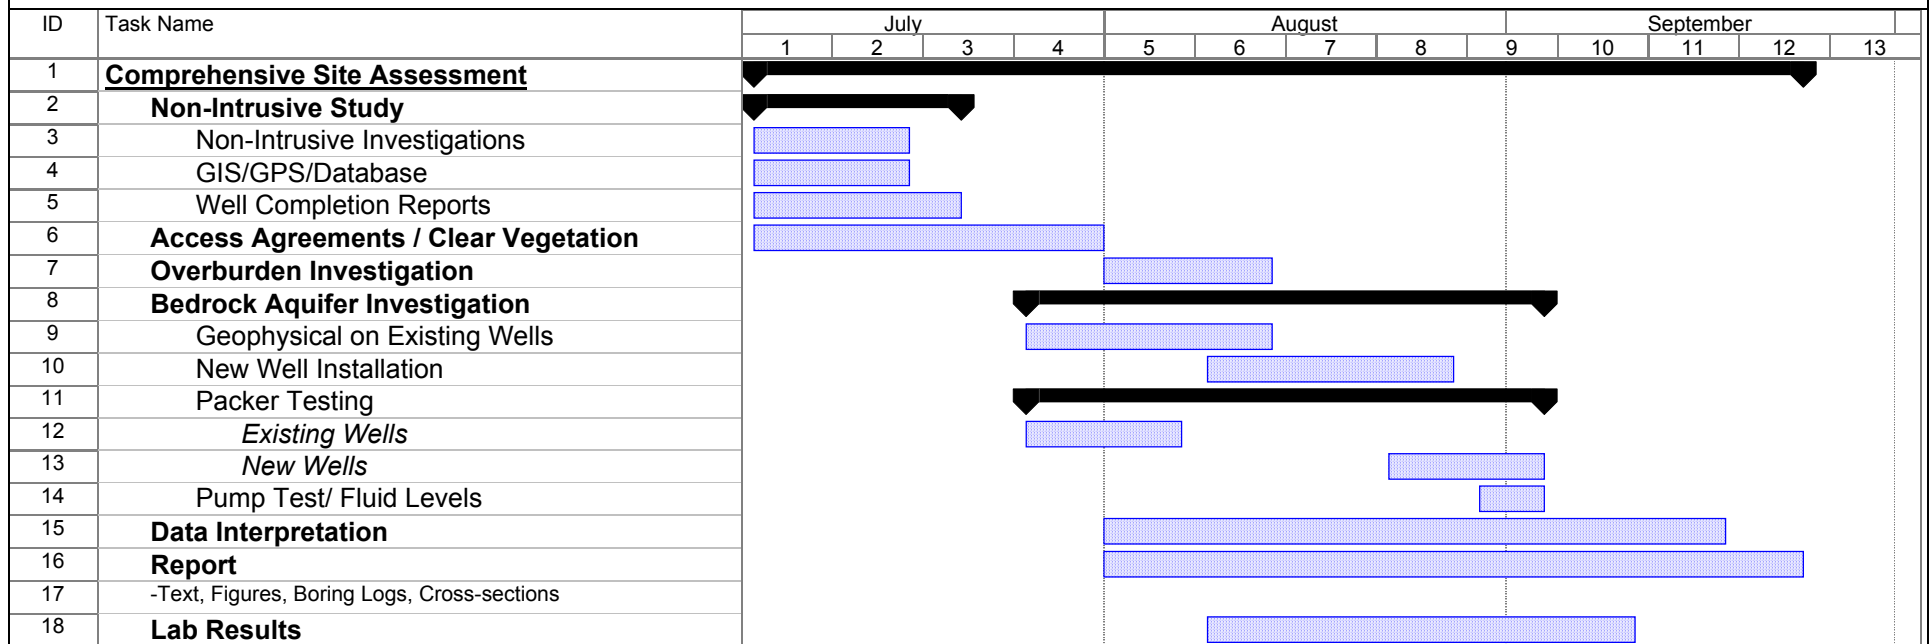 ID Task Name July August September
1 2 3 4 5 6 7 8 9 10 11 12 13
1 Comprehensive Site Assessment
2 Non-Intrusive Study
3 Non-Intrusive Investigations
4 GIS/GPS/Database
5 Well Completion Reports
6 Access Agreements / Clear Vegetation
7 Overburden Investigation
8 Bedrock Aquifer Investigation
9 Geophysical on Existing Wells
10 New Well Installation
11 Packer Testing
12 Existing Wells
13 New Wells
14 Pump Test/ Fluid Levels
15 Data Interpretation
16 Report
17 -Text, Figures, Boring Logs, Cross-sections
18 Lab Results